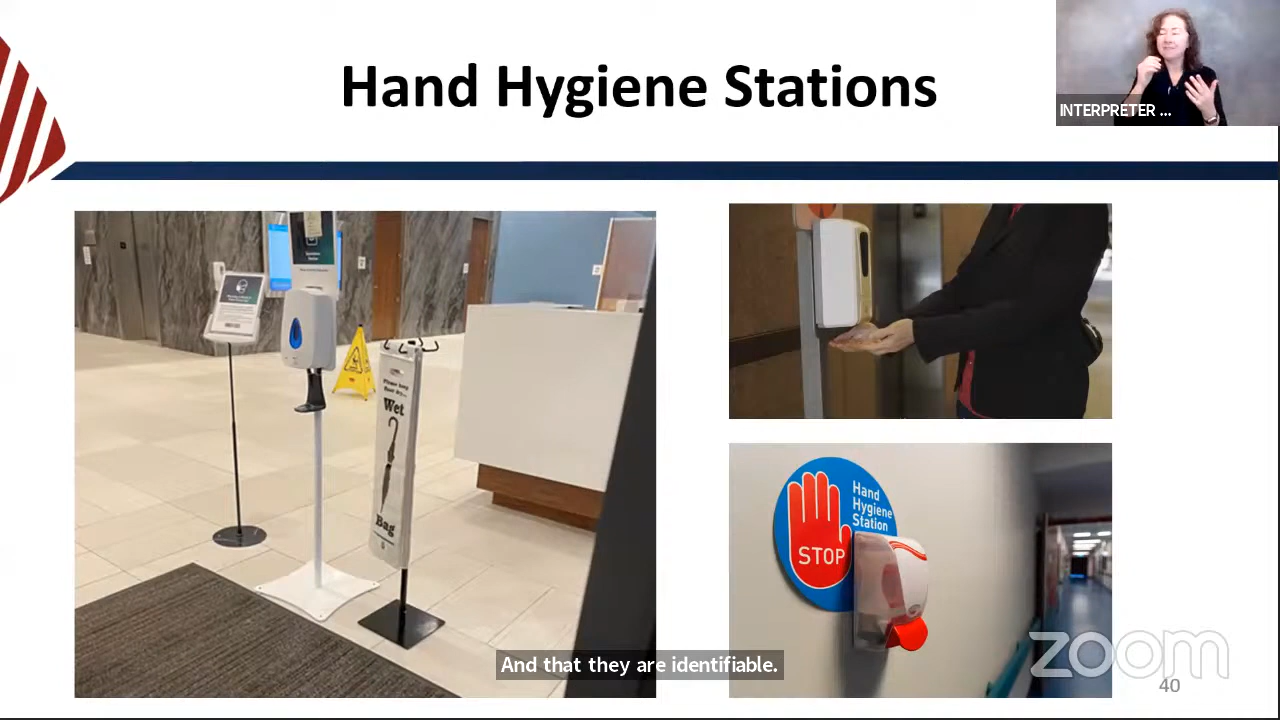 Hand Hygiene Stations
INTERPRETER ...
Wet
Bag
Hand
Hygiene
Station
STOP
And that they are identifiable.
zoom
40